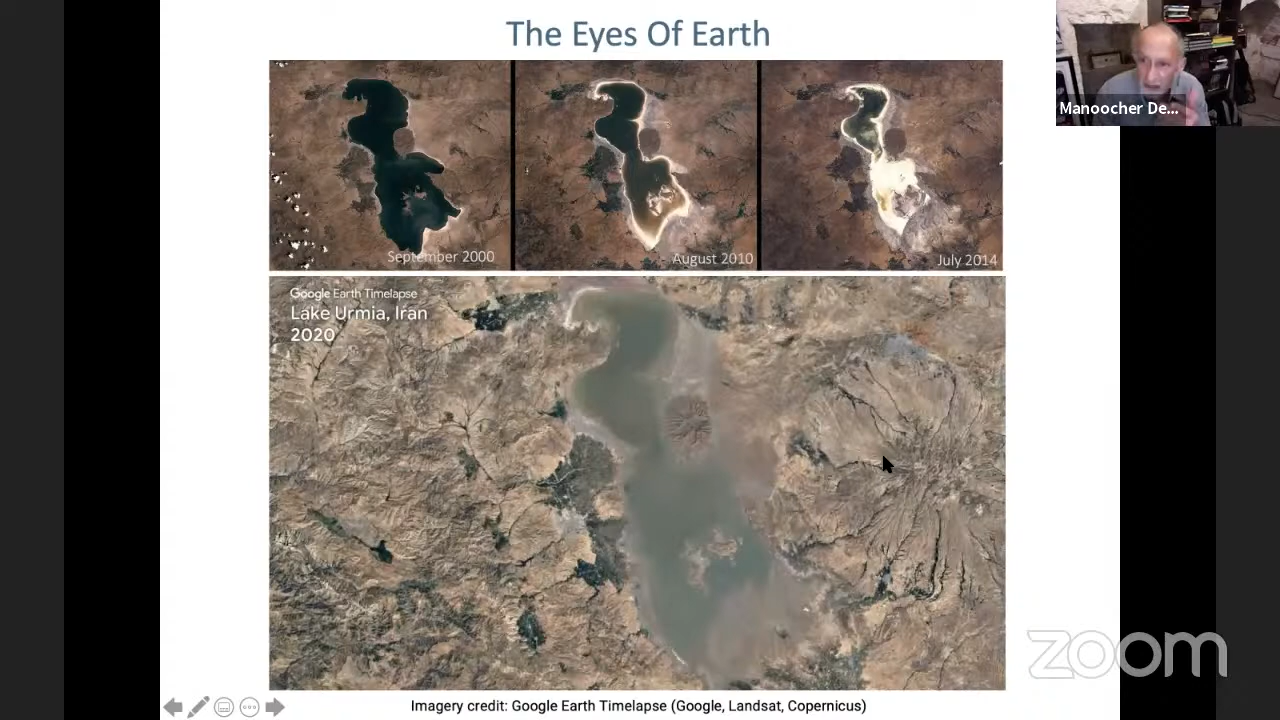 The Eyes Of Earth
Manoocher De...
September 2000
August 2010
July 2014
Google Earth Timelapse
Lake Urmia, Iran
2020
zoom
Imagery credit: Google Earth Timelapse (Google, Landsat, Copernicus)